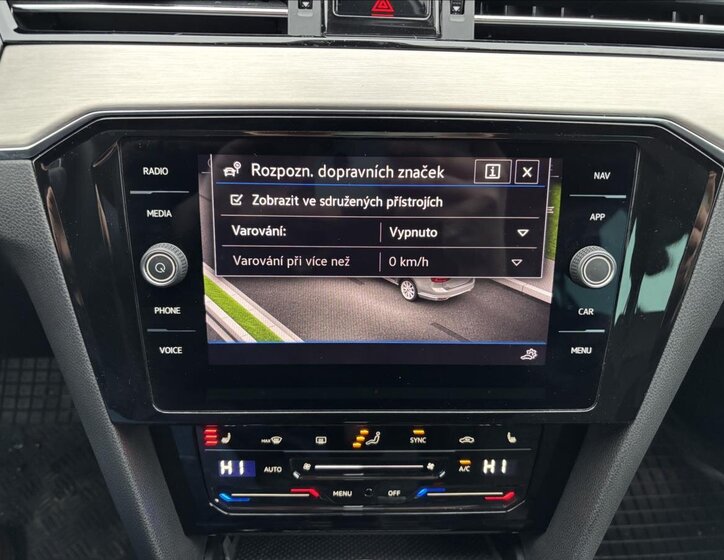 RADIO
MEDIA
PHONE
VOICE
NAV
APP
CAR
MENU
Rozpozn. dopravních značek
i X
Zobrazit ve sdružených přístrojích
Varování: Vypnuto
Varování při více než 0 km/h
MAX SYNC
HI AUTO A/C HI
MENU OFF